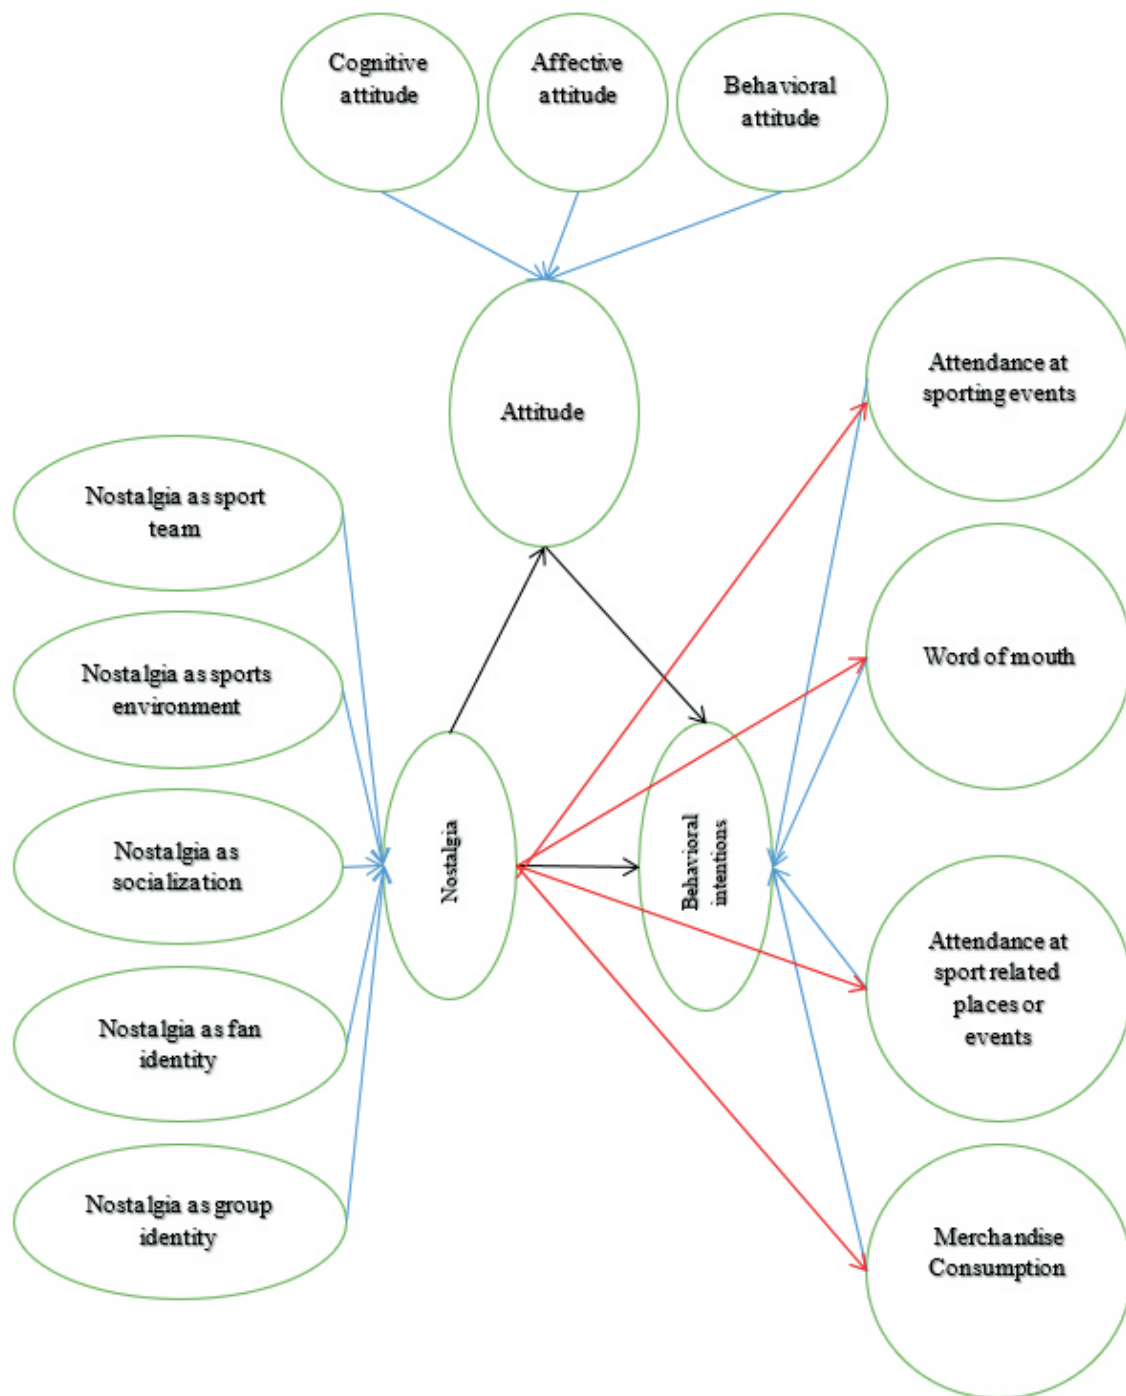 Cognitive
attitude
Affective
attitude
Behavioral
attitude
Attitude
Attendance at
sporting events
Nostalgia as sport
team
Nostalgia as sports
environment
Word of mouth
Nostalgia as
socialization
Nostalgia
Behavioral
intentions
Attendance at
sport related
places or
events
Nostalgia as fan
identity
Nostalgia as group
identity
Merchandise
Consumption